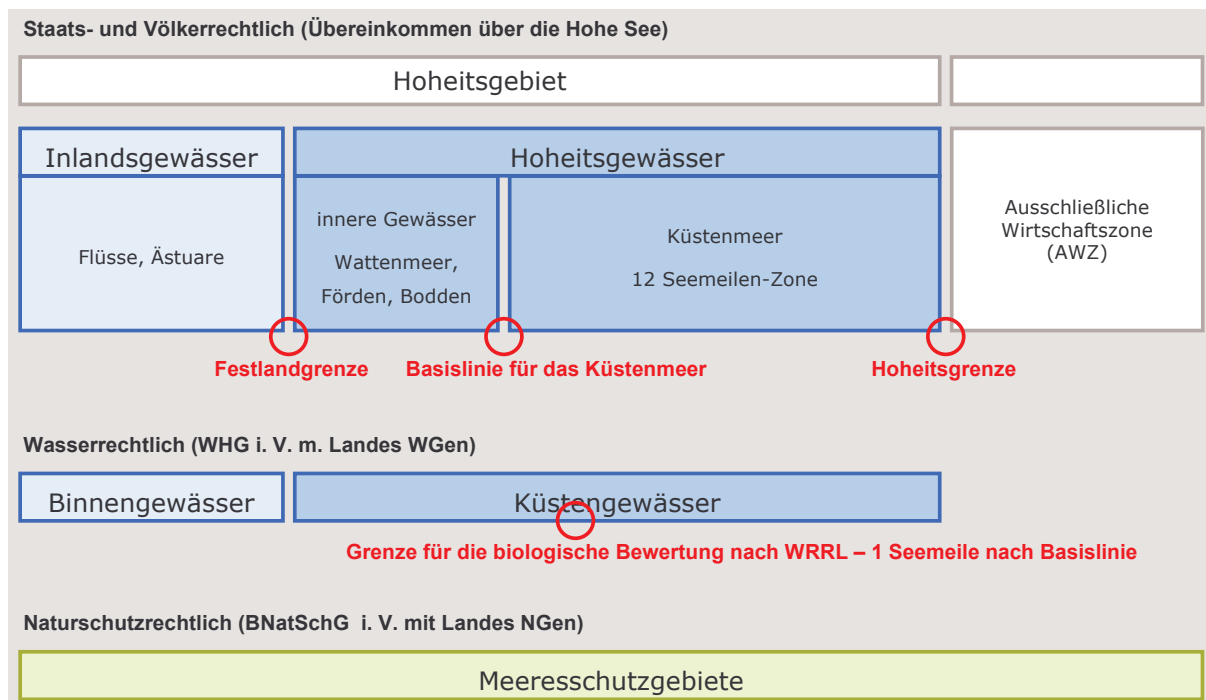 Staats- und Völkerrechtlich (Übereinkommen über die Hohe See)
Hoheitsgebiet
Inlandsgewässer
Hoheitsgewässer
Flüsse, Ästuare
innere Gewässer
Wattenmeer,
Förden, Bodden
Küstenmeer
12 Seemeilen-Zone
Ausschließliche
Wirtschaftszone
(AWZ)
Festlandgrenze
Basislinie für das Küstenmeer
Hoheitsgrenze
Wasserrechtlich (WHG i. V. m. Landes WGen)
Binnengewässer
Küstengewässer
Grenze für die biologische Bewertung nach WRRL – 1 Seemeile nach Basislinie
Naturschutzrechtlich (BNatSchG i. V. mit Landes NGen)
Meeresschutzgebiete